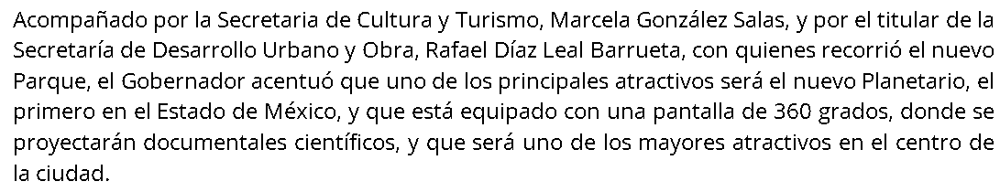 Acompañado por la Secretaria de Cultura y Turismo, Marcela González Salas, y por el titular de la
Secretaría de Desarrollo Urbano y Obra, Rafael Díaz Leal Barrueta, con quienes recorrió el nuevo
Parque, el Gobernador acentuó que uno de los principales atractivos será el nuevo Planetario, el
primero en el Estado de México, y que está equipado con una pantalla de 360 grados, donde se
proyectarán documentales científicos, y que será uno de los mayores atractivos en el centro de
la ciudad.